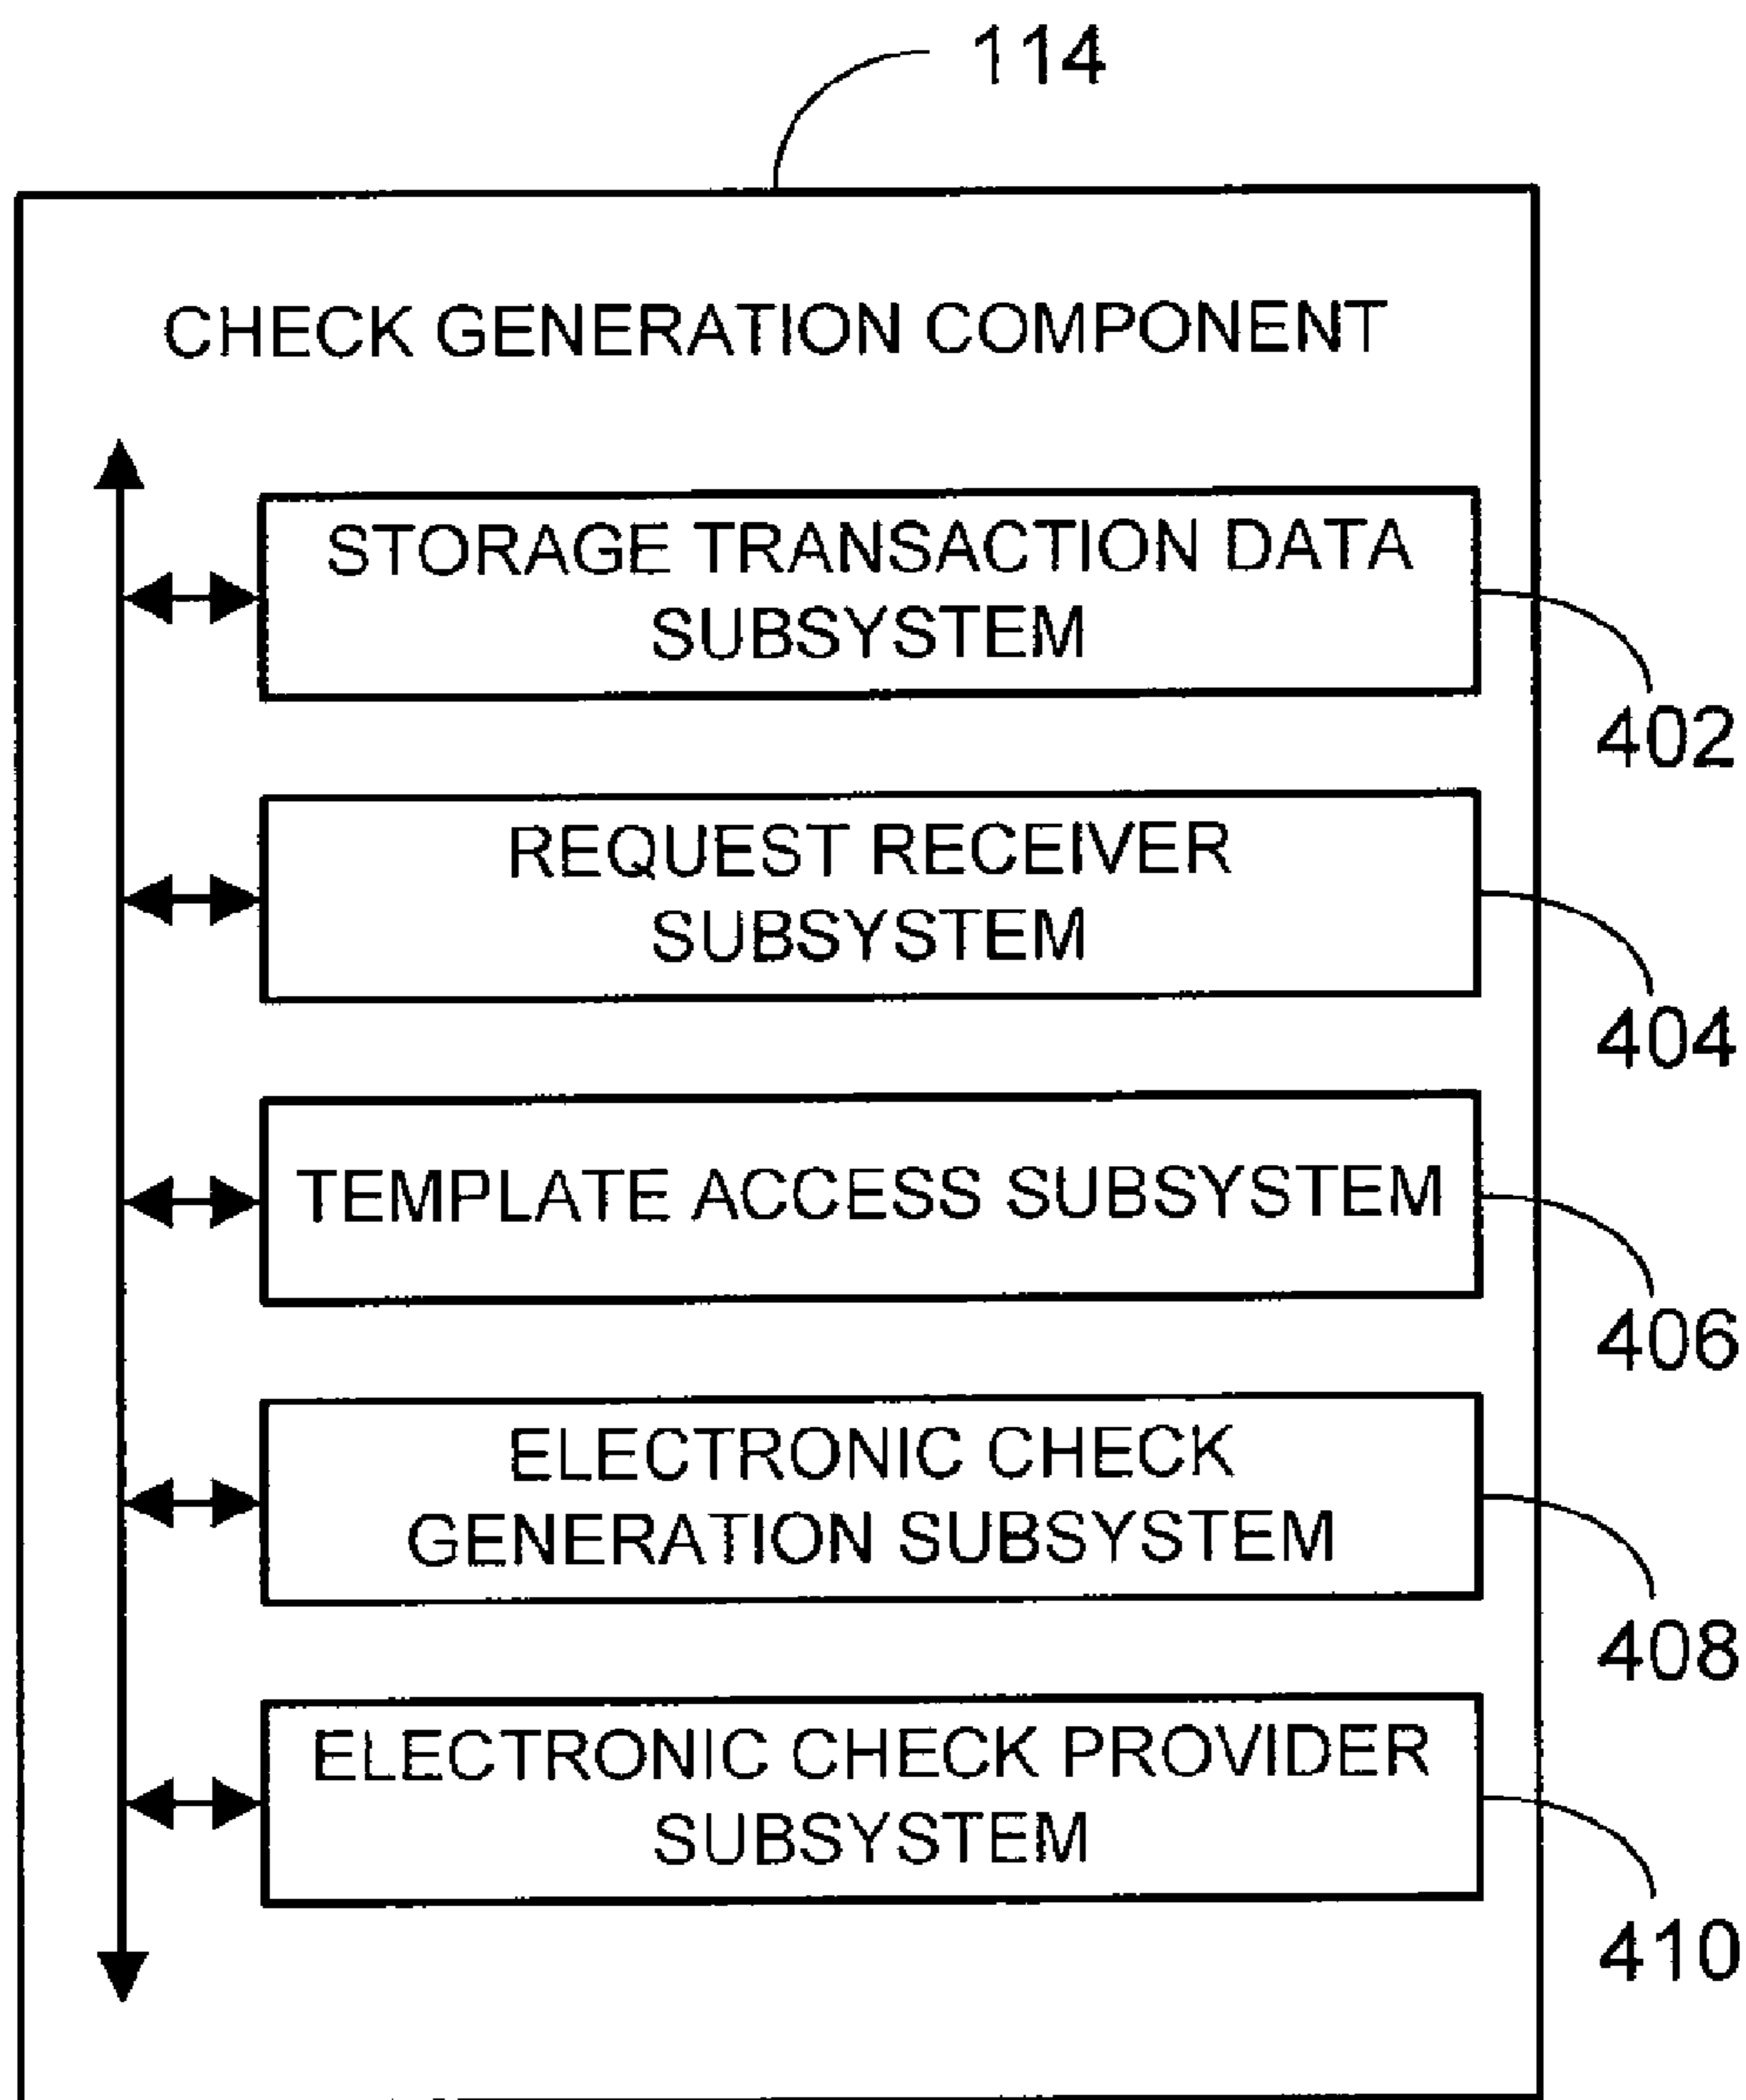 114
CHECK GENERATION COMPONENT
STORAGE TRANSACTION DATA
SUBSYSTEM
402
REQUEST RECEIVER
SUBSYSTEM
404
TEMPLATE ACCESS SUBSYSTEM
406
ELECTRONIC CHECK
GENERATION SUBSYSTEM
408
ELECTRONIC CHECK PROVIDER
SUBSYSTEM
410